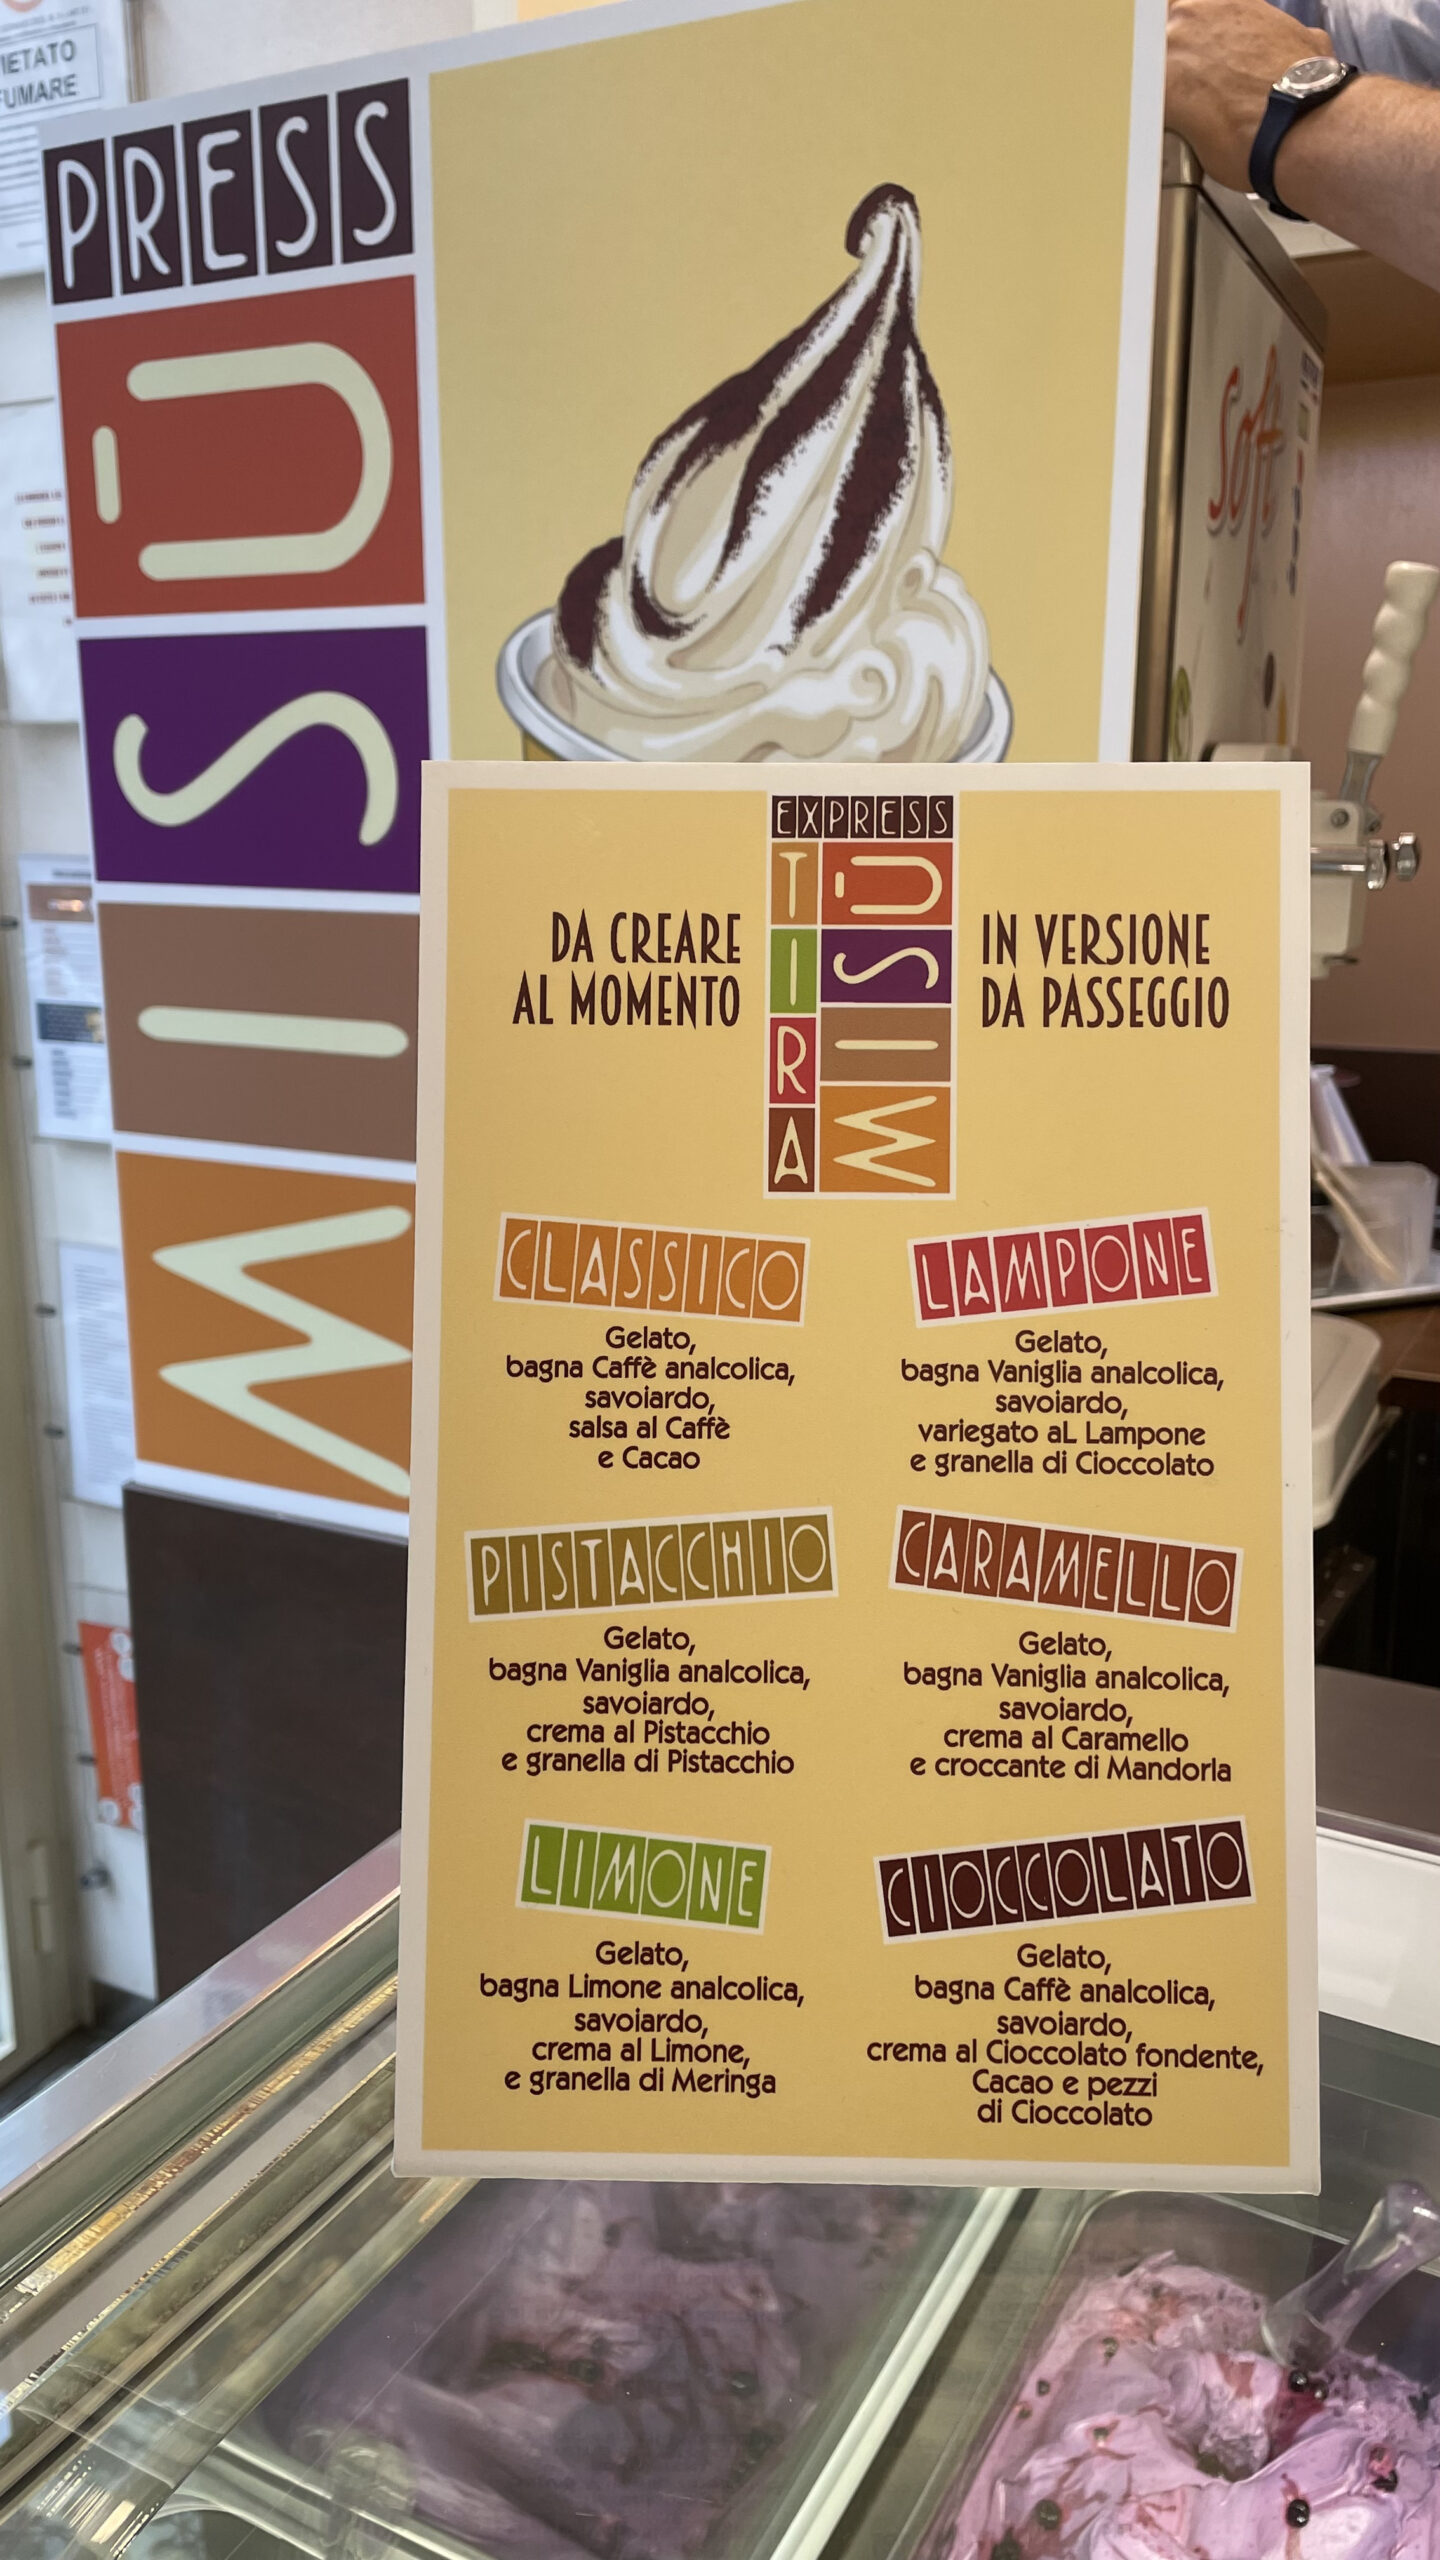 VIETATO
FUMARE
PRESS
MISÙ
soft
EXPRESS
TIRA
MISÙ
DA CREARE
AL MOMENTO
IN VERSIONE
DA PASSEGGIO
CLASSICO
Gelato,
bagna Caffè analcolica,
savoiardo,
salsa al Caffè
e Cacao
LAMPONE
Gelato,
bagna Vaniglia analcolica,
savoiardo,
variegato aL Lampone
e granella di Cioccolato
PISTACCHIO
Gelato,
bagna Vaniglia analcolica,
savoiardo,
crema al Pistacchio
e granella di Pistacchio
CARAMELLO
Gelato,
bagna Vaniglia analcolica,
savoiardo,
crema al Caramello
e croccante di Mandorla
LIMONE
Gelato,
bagna Limone analcolica,
savoiardo,
crema al Limone,
e granella di Meringa
CIOCCOLATO
Gelato,
bagna Caffè analcolica,
savoiardo,
crema al Cioccolato fondente,
Cacao e pezzi
di Cioccolato